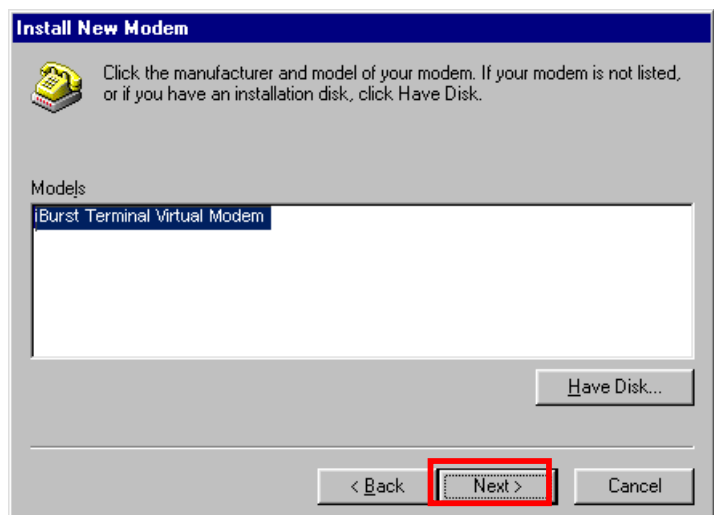 Install New Modem
Click the manufacturer and model of your modem. If your modem is not listed,
or if you have an installation disk, click Have Disk.
Models
iBurst Terminal Virtual Modem
Have Disk...
< Back
Next >
Cancel